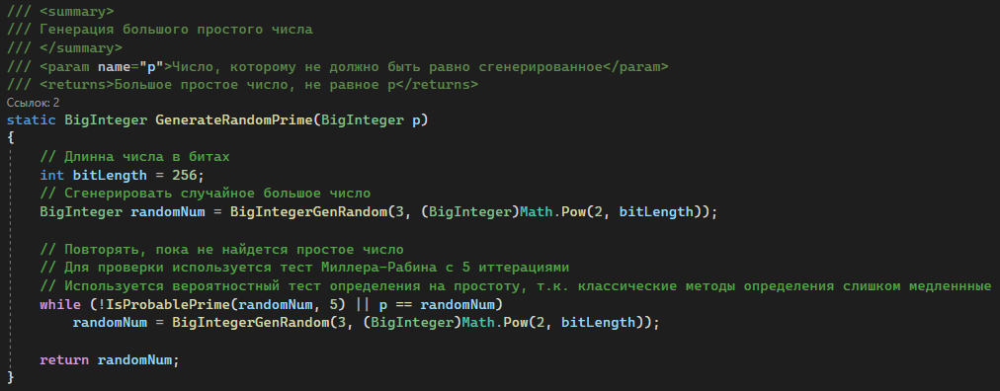 /// <summary>
/// Генерация большого простого числа
/// </summary>
/// <param name="p">Число, которому не должно быть равно сгенерированное</param>
/// <returns>Большое простое число, не равное p</returns>
Ссылок: 2
static BigInteger GenerateRandomPrime(BigInteger p)
{
    // Длинна числа в битах
    int bitLength = 256;
    // Сгенерировать случайное большое число
    BigInteger randomNum = BigIntegerGenRandom(3, (BigInteger)Math.Pow(2, bitLength));

    // Повторять, пока не найдется простое число
    // Для проверки используется тест Миллера-Рабина с 5 иттерациями
    // Используется вероятностный тест определения на простоту, т.к. классические методы определения слишком медленнные
    while (!IsProbablePrime(randomNum, 5) || p == randomNum)
        randomNum = BigIntegerGenRandom(3, (BigInteger)Math.Pow(2, bitLength));

    return randomNum;
}